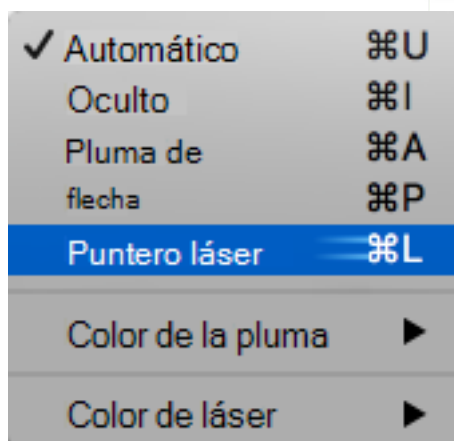 ✓ Automático ⌘U
Oculto ⌘I
Pluma de ⌘A
flecha ⌘P
Puntero láser ⌘L
Color de la pluma ▶
Color de láser ▶